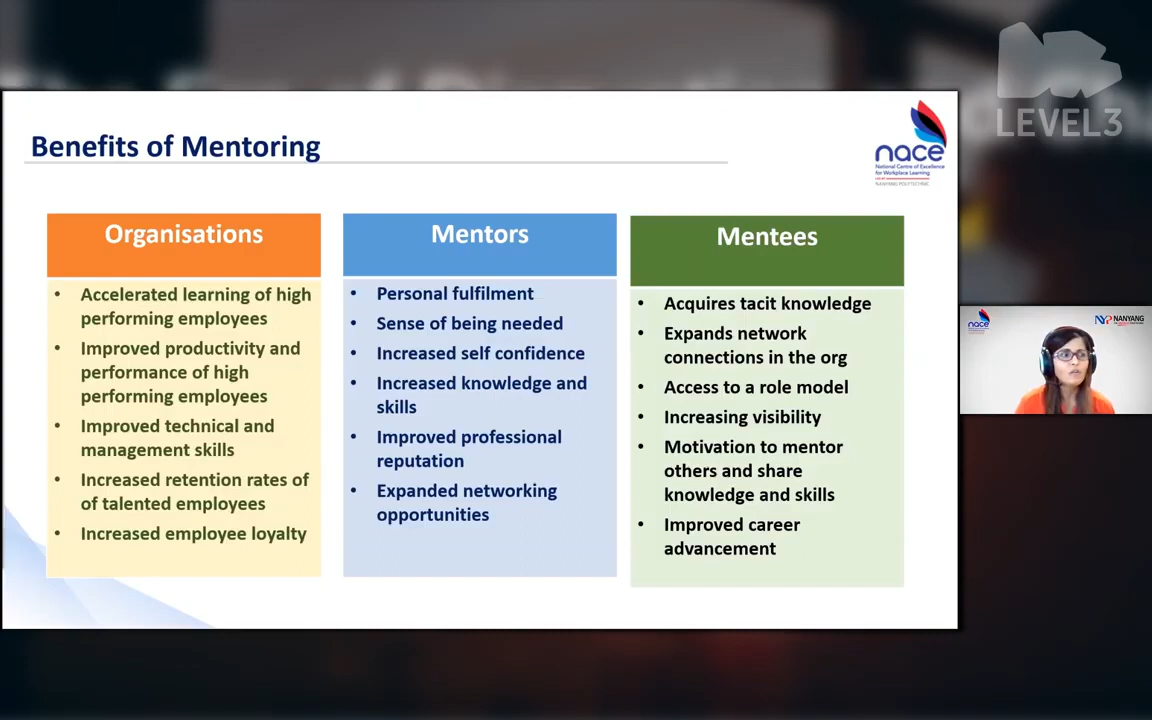 LEVEL3
Benefits of Mentoring
nace
National Centre of Excellence
for Workplace Learning
NANYANG POLYTECHNIC
Organisations
Accelerated learning of high
performing employees
Improved productivity and
performance of high
performing employees
Improved technical and
management skills
Increased retention rates of
of talented employees
Increased employee loyalty
Mentors
Personal fulfilment
Sense of being needed
Increased self confidence
Increased knowledge and
skills
Improved professional
reputation
Expanded networking
opportunities
Mentees
Acquires tacit knowledge
Expands network
connections in the org
Access to a role model
Increasing visibility
Motivation to mentor
others and share
knowledge and skills
Improved career
advancement
nace
NYP NANYANG